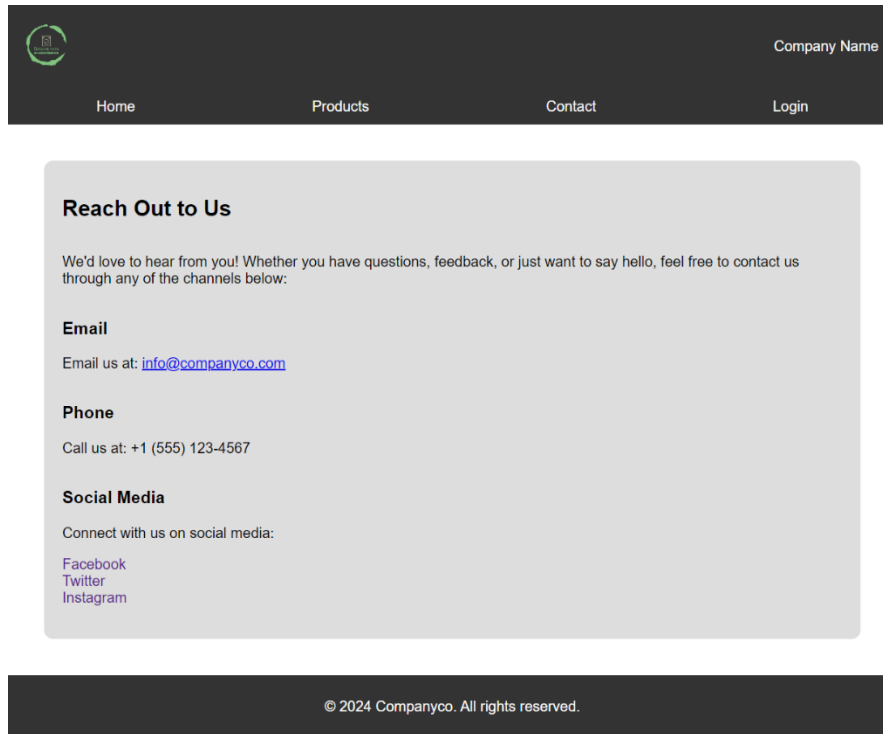 Company Name
Home Products Contact Login
Reach Out to Us
We'd love to hear from you! Whether you have questions, feedback, or just want to say hello, feel free to contact us
through any of the channels below:
Email
Email us at: info@companyco.com
Phone
Call us at: +1 (555) 123-4567
Social Media
Connect with us on social media:
Facebook
Twitter
Instagram
© 2024 Companyco. All rights reserved.